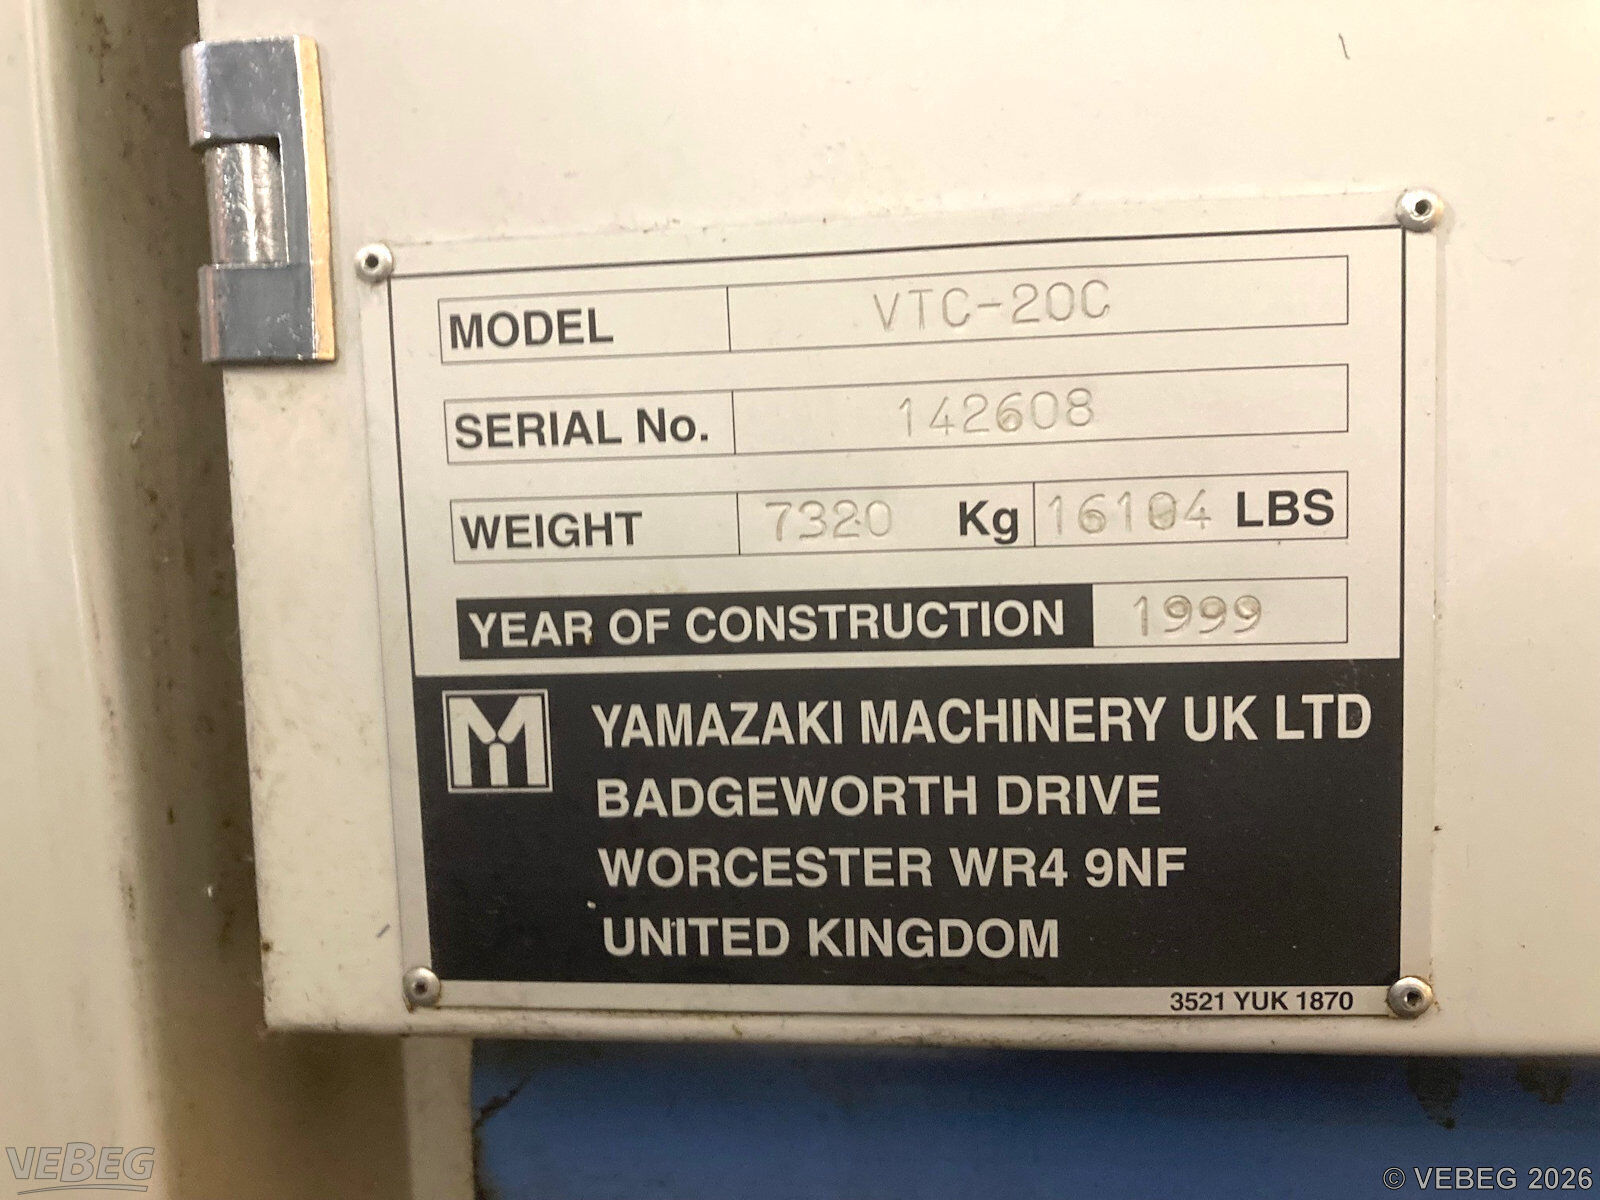 MODEL VTC-20C
SERIAL No. 142608
WEIGHT 7320 Kg 16104 LBS
YEAR OF CONSTRUCTION 1999
YAMAZAKI MACHINERY UK LTD
BADGEWORTH DRIVE
WORCESTER WR4 9NF
UNITED KINGDOM
3521 YUK 1870
VEBEG
© VEBEG 2026